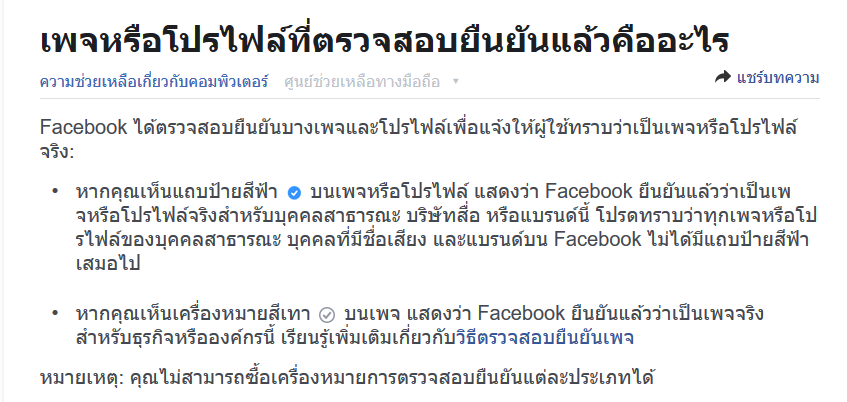 เพจหรือโปรไฟล์ที่ตรวจสอบยืนยันแล้วคืออะไร
ความช่วยเหลือเกี่ยวกับคอมพิวเตอร์ ศูนย์ช่วยเหลือทางมือถือ แชร์บทความ
Facebook ได้ตรวจสอบยืนยันบางเพจและโปรไฟล์เพื่อแจ้งให้ผู้ใช้ทราบว่าเป็นเพจหรือโปรไฟล์
จริง:
• หากคุณเห็นแถบป้ายสีฟ้า บนเพจหรือโปรไฟล์ แสดงว่า Facebook ยืนยันแล้วว่าเป็นเพ
จหรือโปรไฟล์จริงสำหรับบุคคลสาธารณะ บริษัทสื่อ หรือแบรนด์นี้ โปรดทราบว่าทุกเพจหรือโป
รไฟล์ของบุคคลสาธารณะ บุคคลที่มีชื่อเสียง และแบรนด์บน Facebook ไม่ได้มีแถบป้ายสีฟ้า
เสมอไป
• หากคุณเห็นเครื่องหมายสีเทา บนเพจ แสดงว่า Facebook ยืนยันแล้วว่าเป็นเพจจริง
สำหรับธุรกิจหรือองค์กรนี้ เรียนรู้เพิ่มเติมเกี่ยวกับวิธีตรวจสอบยืนยันเพจ
หมายเหตุ: คุณไม่สามารถซื้อเครื่องหมายการตรวจสอบยืนยันแต่ละประเภทได้